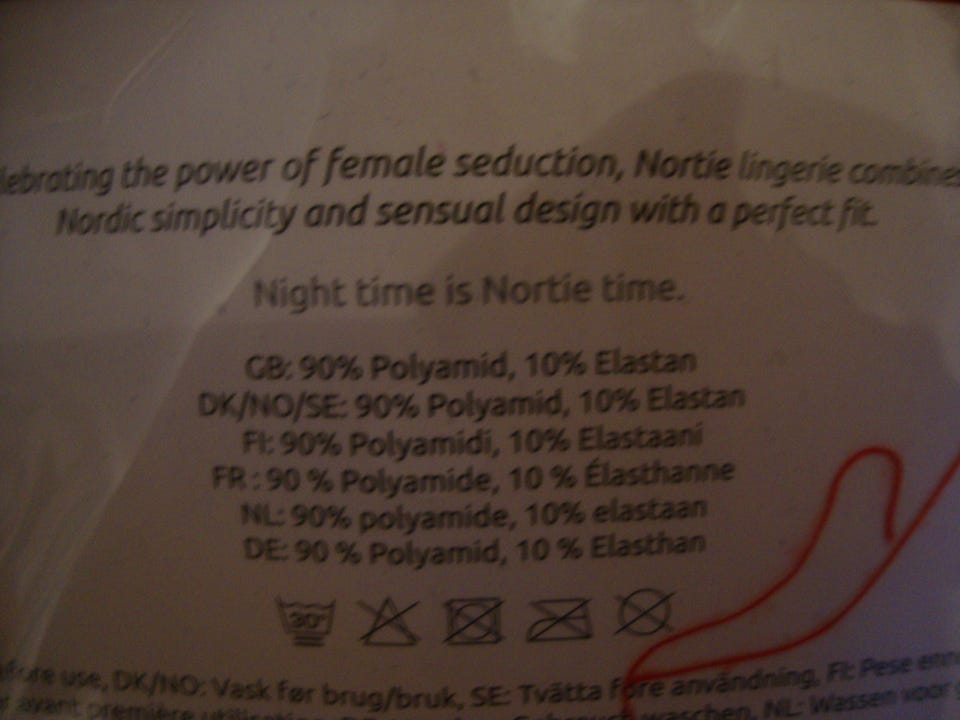 lebrating the power of female seduction, Nortie lingerie combines
Nordic simplicity and sensual design with a perfect fit.
Night time is Nortie time.
GB: 90% Polyamid, 10% Elastan
DK/NO/SE: 90% Polyamid, 10% Elastan
FI: 90% Polyamidi, 10% Elastaani
FR : 90 % Polyamide, 10 % Élasthanne
NL: 90% polyamide, 10% elastaan
DE: 90 % Polyamid, 10 % Elasthan
30°
use, DK/NO: Vask før brug/bruk, SE: Tvätta före användning, FI: Pese
avant première waschen, NL: Wassen voor